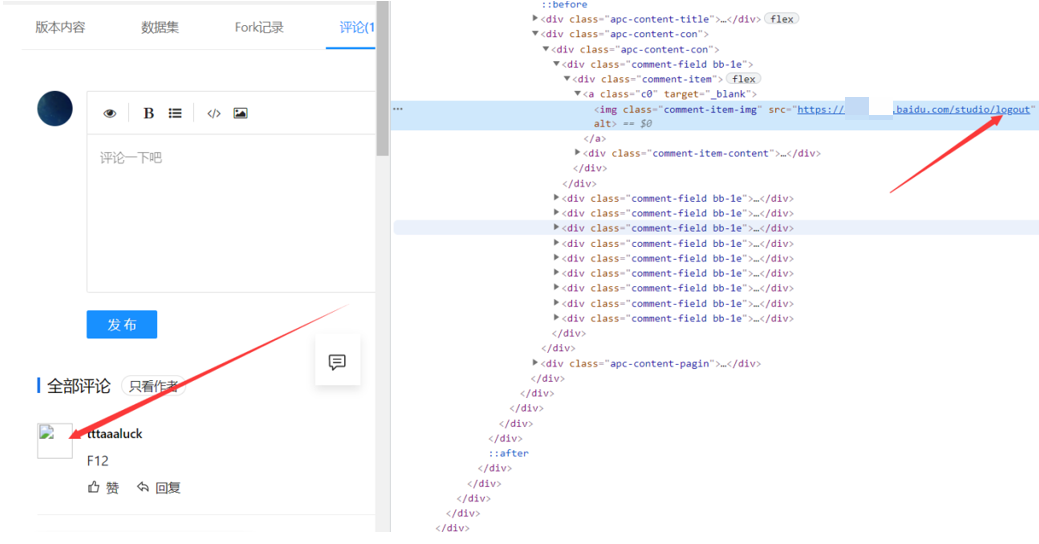 版本内容 数据集 Fork记录 评论(1
B </>
评论一下吧
发布
全部评论 只看作者
tttaaaluck
F12
赞 回复
::before
▶<div class="apc-content-title">…</div> flex
▼<div class="apc-content-con">
▼<div class="apc-content-con">
▼<div class="comment-field bb-1e">
▼<div class="comment-item"> flex
▼<a class="c0" target="_blank">
<img class="comment-item-img" src="https:// .baidu.com/studio/logout"
alt> == $0
</a>
▶<div class="comment-item-content">…</div>
</div>
</div>
▶<div class="comment-field bb-1e">…</div>
▶<div class="comment-field bb-1e">…</div>
▶<div class="comment-field bb-1e">…</div>
▶<div class="comment-field bb-1e">…</div>
▶<div class="comment-field bb-1e">…</div>
▶<div class="comment-field bb-1e">…</div>
▶<div class="comment-field bb-1e">…</div>
▶<div class="comment-field bb-1e">…</div>
▶<div class="comment-field bb-1e">…</div>
</div>
</div>
▶<div class="apc-content-pagin">…</div>
</div>
</div>
</div>
</div>
</div>
::after
</div>
</div>
</div>
</div>
</div>